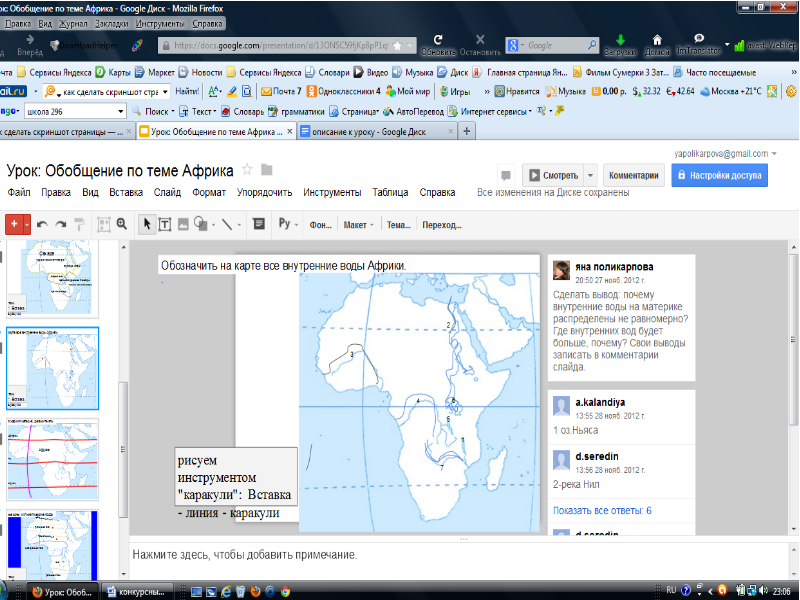 ок: Обобщение по теме Африка - Google Диск - Mozilla Firefox
Правка Вид Журнал Закладки Инструменты Справка
Вперёд DownloadHelper https://docs.google.com/presentation/d/ Обновить Остановить Google Загрузки Домой ImTranslator
чта Сервисы Яндекса Карты Маркет Новости Сервисы Яндекса Словари Видео Музыка Диск Главная страница Ян... Фильм Сумерки 3 Зат... Часто посещаемые
ail.ru как сделать скриншот стра Найти! Почта 7 Одноклассники 4 Мой мир Игры Нравится Музыка 0,00 р. 32.32 42.64 Москва +21°C
ngo школа 296 Поиск Текст Словарь грамматики Страница АвтоПеревод Интернет сервисы
к сделать скриншот страницы — ... Урок: Обобщение по теме Африка ... описание к уроку - Google Диск
yapolikarpova@gmail.com
Урок: Обобщение по теме Африка
Смотреть Комментарии Настройки доступа
Файл Правка Вид Вставка Слайд Формат Упорядочить Инструменты Таблица Справка Все изменения на Диске сохранены
Ру Фон... Макет Тема... Переход...
Обозначить на карте все внутренние воды Африки.
2
3
4
6
5
1
7
рисуем
инструментом
"каракули": Вставка
- линия - каракули
яна поликарпова
20:50 27 нояб. 2012 г.
Сделать вывод: почему
внутренние воды на материке
распределены не равномерно?
Где внутренних вод будет
больше, почему? Свои выводы
записать в комментарии
слайда.
a.kalandiya
13:55 28 нояб. 2012 г.
1 оз.Ньяса
d.seredin
13:56 28 нояб. 2012 г.
2-река Нил
Показать все ответы: 6
d.seredin
Нажмите здесь, чтобы добавить примечание.
Урок: Обоб... конкурсны... RU 23:06